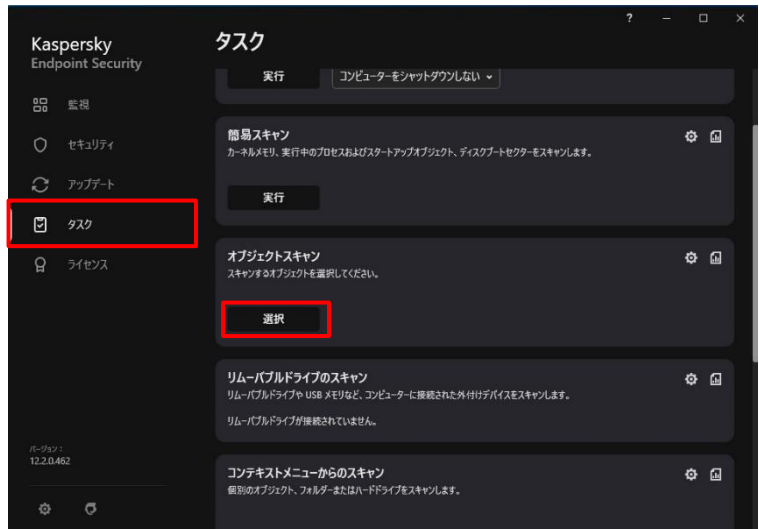 ?
Kaspersky
Endpoint Security
タスク
監視
セキュリティ
アップデート
タスク
ライセンス
実行
コンピューターをシャットダウンしない
簡易スキャン
カーネルメモリ、実行中のプロセスおよびスタートアップオブジェクト、ディスクブートセクターをスキャンします。
実行
オブジェクトスキャン
スキャンするオブジェクトを選択してください。
選択
リムーバブルドライブのスキャン
リムーバブルドライブや USB メモリなど、コンピューターに接続された外付けデバイスをスキャンします。
リムーバブルドライブが接続されていません。
コンテキストメニューからのスキャン
個別のオブジェクト、フォルダーまたはハードドライブをスキャンします。
バージョン：
12.2.0.462